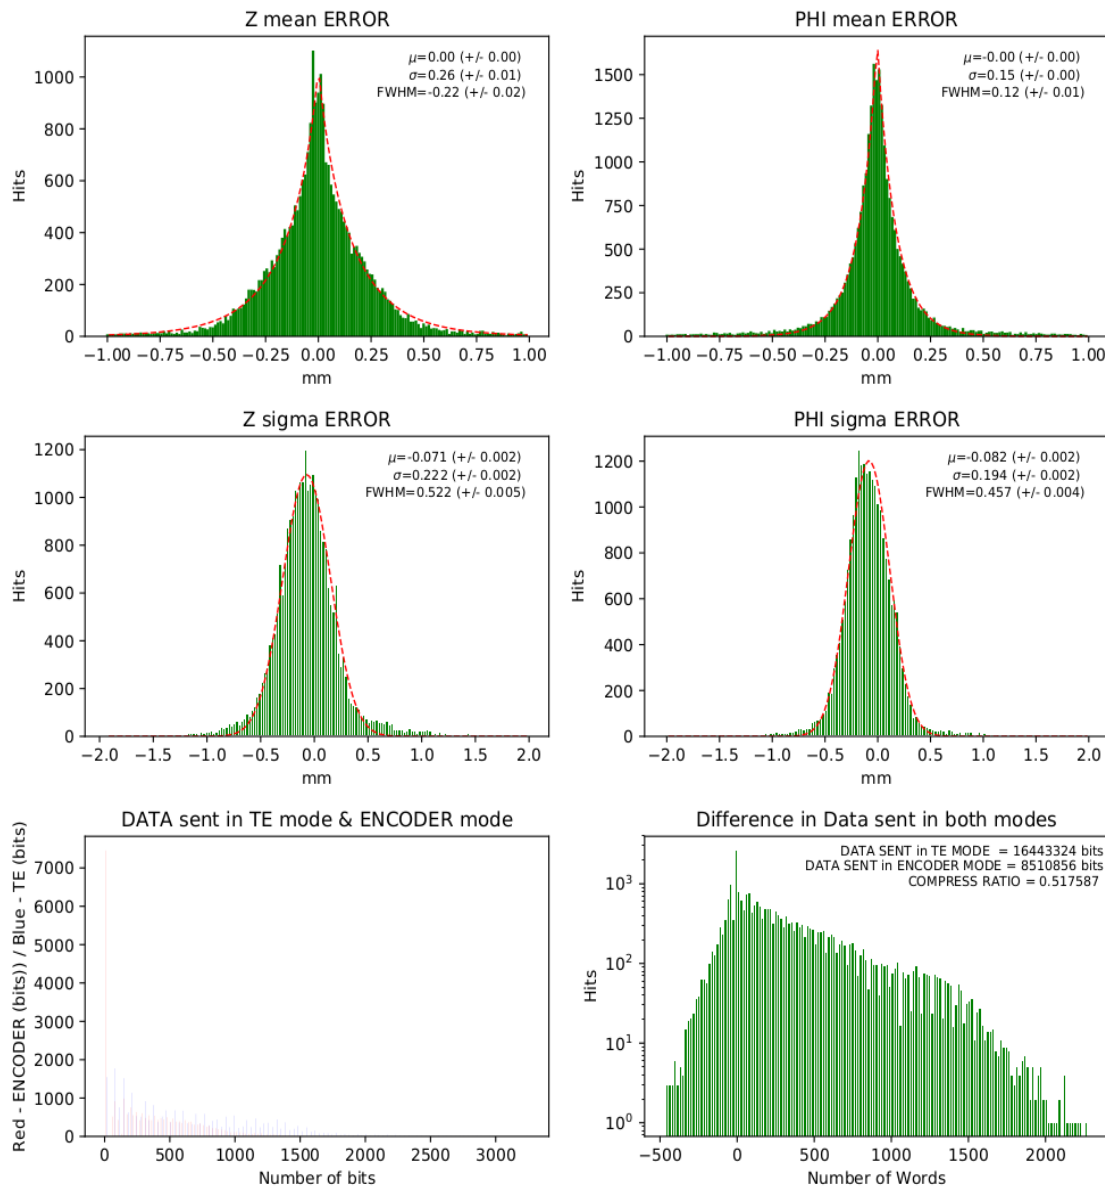 Z mean ERROR
μ=0.00 (+/- 0.00)
σ=0.26 (+/- 0.01)
FWHM=-0.22 (+/- 0.02)
Hits
1000
800
600
400
200
0
−1.00 −0.75 −0.50 −0.25 0.00 0.25 0.50 0.75 1.00
mm
PHI mean ERROR
μ=-0.00 (+/- 0.00)
σ=0.15 (+/- 0.00)
FWHM=0.12 (+/- 0.01)
Hits
1500
1250
1000
750
500
250
0
−1.00 −0.75 −0.50 −0.25 0.00 0.25 0.50 0.75 1.00
mm
Z sigma ERROR
μ=-0.071 (+/- 0.002)
σ=0.222 (+/- 0.002)
FWHM=0.522 (+/- 0.005)
Hits
1200
1000
800
600
400
200
0
−2.0 −1.5 −1.0 −0.5 0.0 0.5 1.0 1.5 2.0
mm
PHI sigma ERROR
μ=-0.082 (+/- 0.002)
σ=0.194 (+/- 0.002)
FWHM=0.457 (+/- 0.004)
Hits
1200
1000
800
600
400
200
0
−2.0 −1.5 −1.0 −0.5 0.0 0.5 1.0 1.5 2.0
mm
DATA sent in TE mode & ENCODER mode
Red - ENCODER (bits)) / Blue - TE (bits)
7000
6000
5000
4000
3000
2000
1000
0
0 500 1000 1500 2000 2500 3000
Number of bits
Difference in Data sent in both modes
DATA SENT in TE MODE = 16443324 bits
DATA SENT in ENCODER MODE = 8510856 bits
COMPRESS RATIO = 0.517587
Hits
10³
10²
10¹
10⁰
−500 0 500 1000 1500 2000
Number of Words